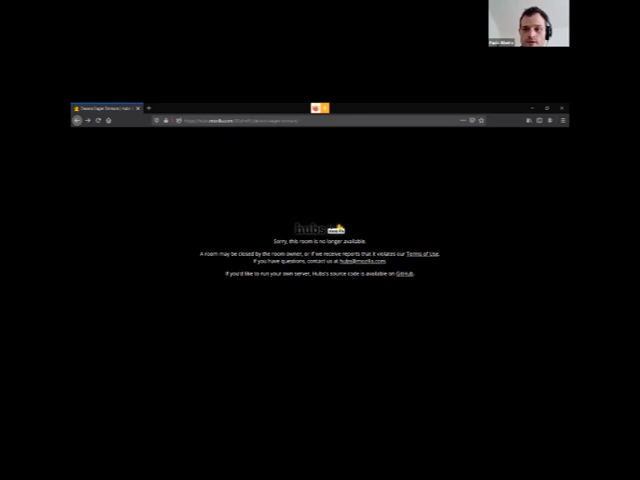 hubs
Sorry, this room is no longer available.
A room may be closed by the room owner, or if we receive reports that it violates our Terms of Use.
If you have questions, contact us at hubs@mozilla.com.
If you'd like to run your own server, Hubs's source code is available on GitHub.